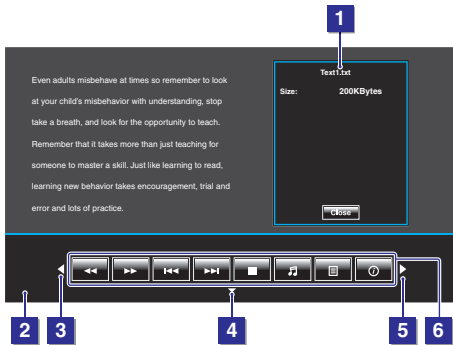 1
Text1.txt
Size: 200KBytes
Even adults misbehave at times so remember to look
at your child's misbehavior with understanding, stop
take a breath, and look for the opportunity to teach.
Remember that it takes more than just teaching for
someone to master a skill. Just like learning to read,
learning new behavior takes encouragement, trial and
error and lots of practice.
Close
2 3 4 5 6